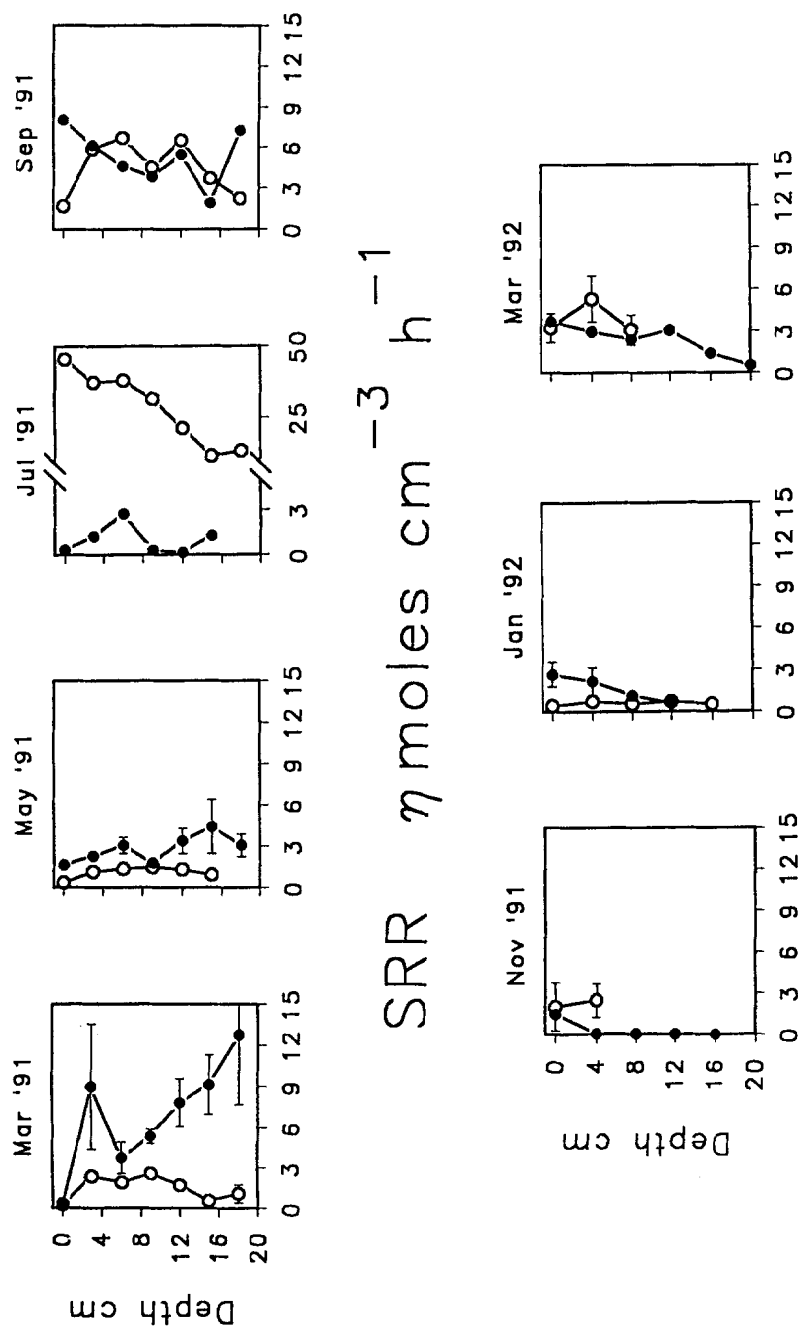 Mar '91
May '91
Jul '91
Sep '91
0
4
8
12
16
20
Depth cm
0 3 6 9 12 15
0 3 6 9 12 15
0 3 25 50
0 3 6 9 12 15
SRR η moles cm⁻³ h⁻¹
Nov '91
Jan '92
Mar '92
0
4
8
12
16
20
Depth cm
0 3 6 9 12 15
0 3 6 9 12 15
0 3 6 9 12 15